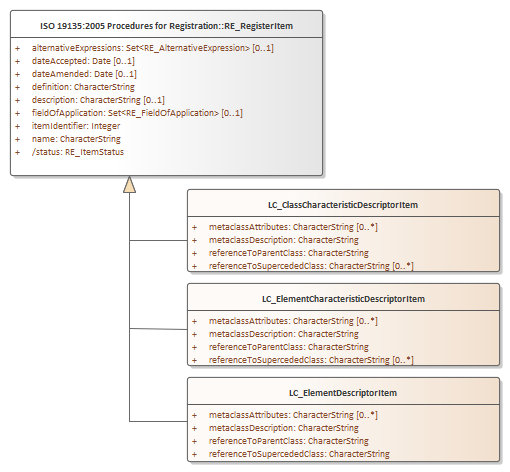 ISO 19135:2005 Procedures for Registration::RE_RegisterItem
+ alternativeExpressions: Set<RE_AlternativeExpression> [0..1]
+ dateAccepted: Date [0..1]
+ dateAmended: Date [0..1]
+ definition: CharacterString
+ description: CharacterString [0..1]
+ fieldOfApplication: Set<RE_FieldOfApplication> [0..1]
+ itemIdentifier: Integer
+ name: CharacterString
+ /status: RE_ItemStatus
LC_ClassCharacteristicDescriptorItem
+ metaclassAttributes: CharacterString [0..*]
+ metaclassDescription: CharacterString
+ referenceToParentClass: CharacterString
+ referenceToSupercededClass: CharacterString [0..*]
LC_ElementCharacteristicDescriptorItem
+ metaclassAttributes: CharacterString [0..*]
+ metaclassDescription: CharacterString
+ referenceToParentClass: CharacterString
+ referenceToSupercededClass: CharacterString [0..*]
LC_ElementDescriptorItem
+ metaclassAttributes: CharacterString [0..*]
+ metaclassDescription: CharacterString
+ referenceToParentClass: CharacterString
+ referenceToSupercededClass: CharacterString